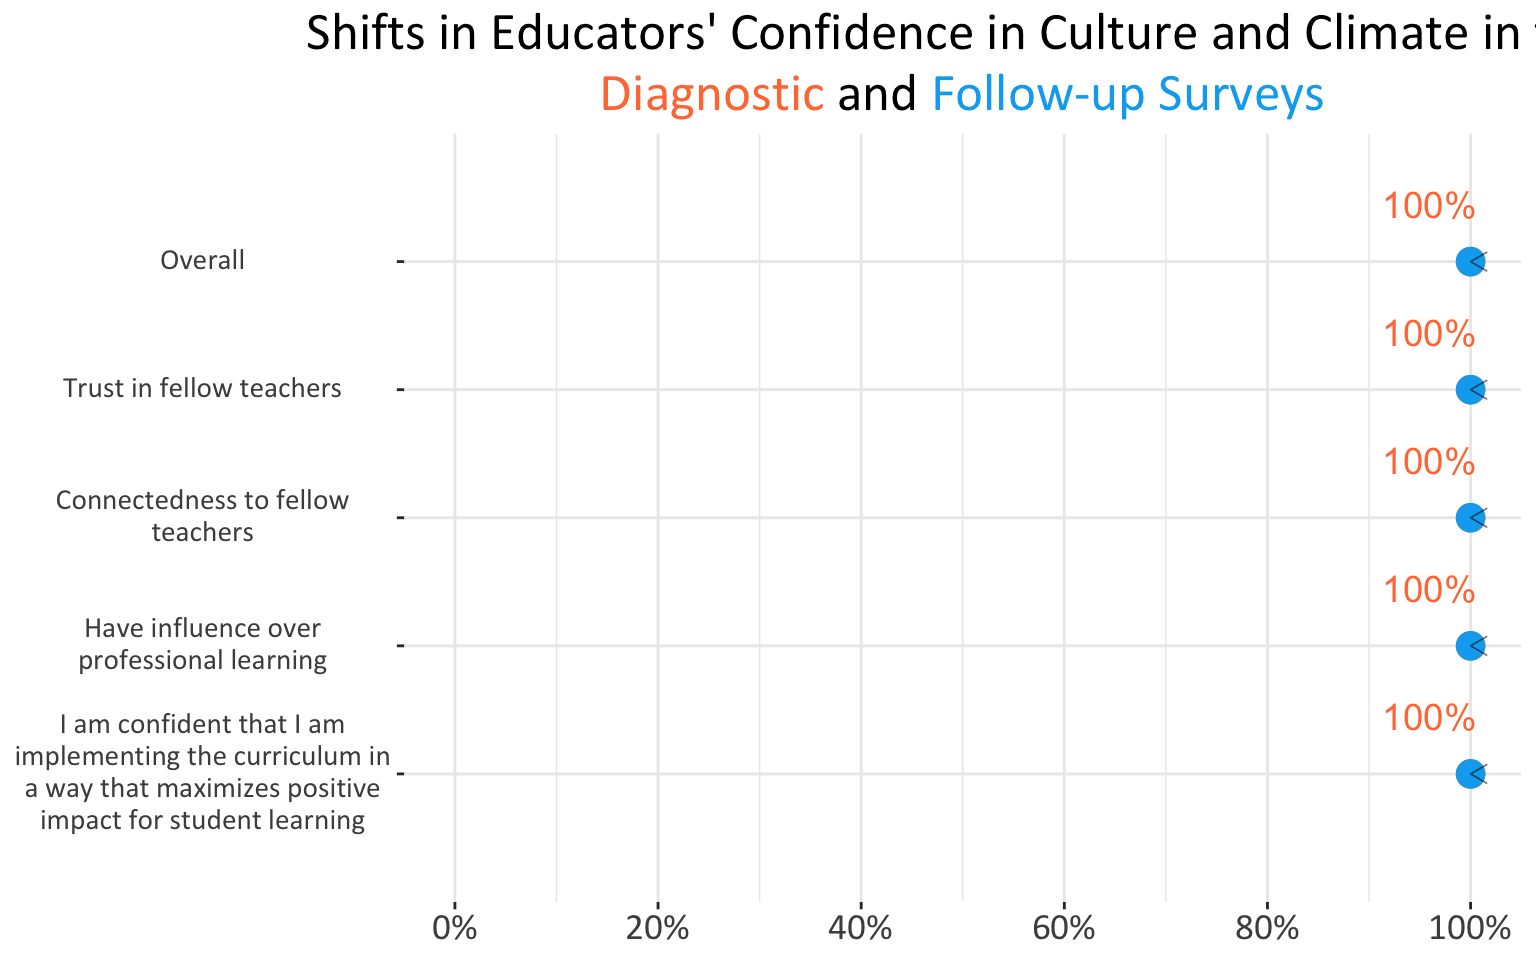 Shifts in Educators' Confidence in Culture and Climate in
Diagnostic and Follow-up Surveys
100%
Overall
100%
Trust in fellow teachers
100%
Connectedness to fellow
teachers
100%
Have influence over
professional learning
100%
I am confident that I am
implementing the curriculum in
a way that maximizes positive
impact for student learning
0% 20% 40% 60% 80% 100%